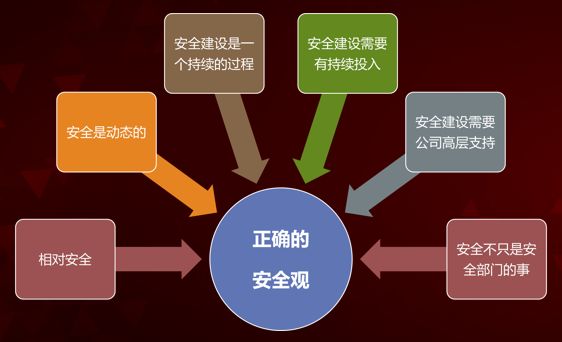 安全建设是一
个持续的过程
安全建设需要
有持续投入
安全是动态的
安全建设需要
公司高层支持
相对安全
正确的
安全观
安全不只是安
全部门的事